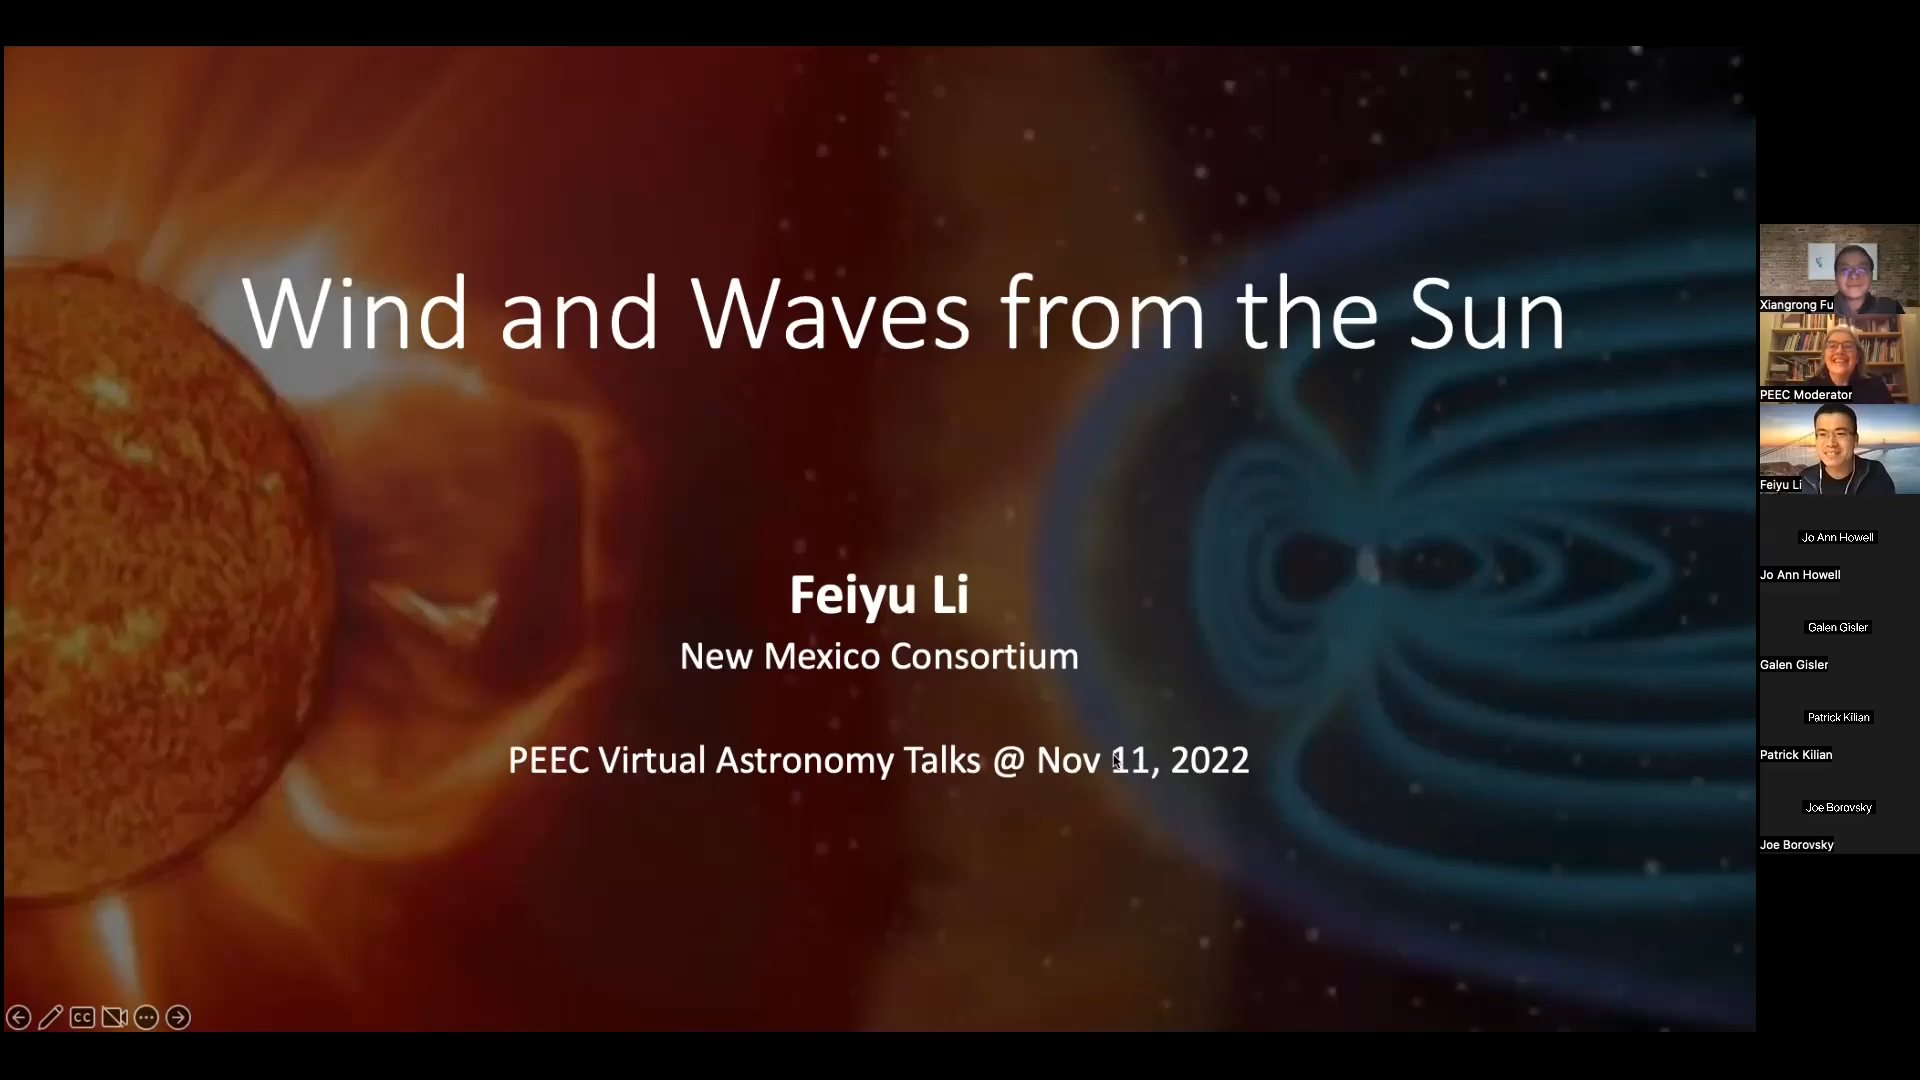 Wind and Waves from the Sun
Feiyu Li
New Mexico Consortium
PEEC Virtual Astronomy Talks @ Nov 11, 2022
CC
Xiangrong Fu
PEEC Moderator
Feiyu Li
Jo Ann Howell
Jo Ann Howell
Galen Gisler
Galen Gisler
Patrick Kilian
Patrick Kilian
Joe Borovsky
Joe Borovsky